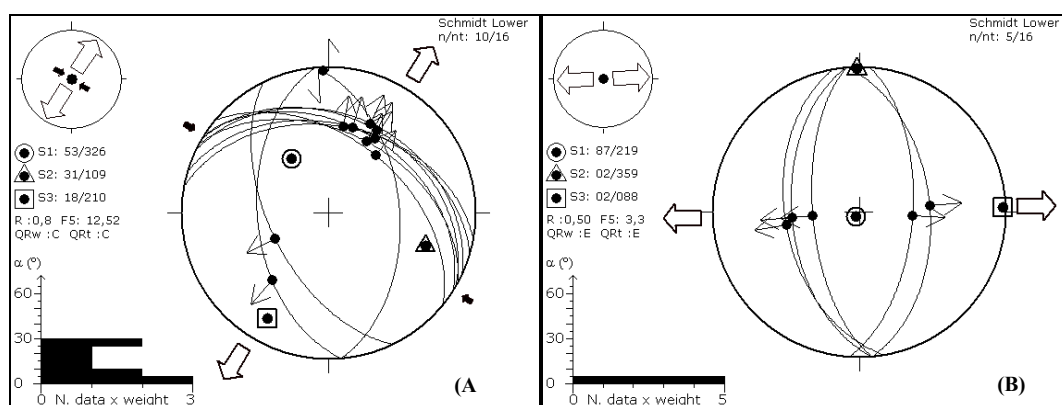 Schmidt Lower
n/nt: 10/16
S1: 53/326
S2: 31/109
S3: 18/210
R :0,8 F5: 12,52
QRw :C QRt :C
α (º)
60
30
0
0 N. data x weight 3
(A)
Schmidt Lower
n/nt: 5/16
S1: 87/219
S2: 02/359
S3: 02/088
R :0,50 F5: 3,3
QRw :E QRt :E
α (º)
60
30
0
0 N. data x weight 5
(B)